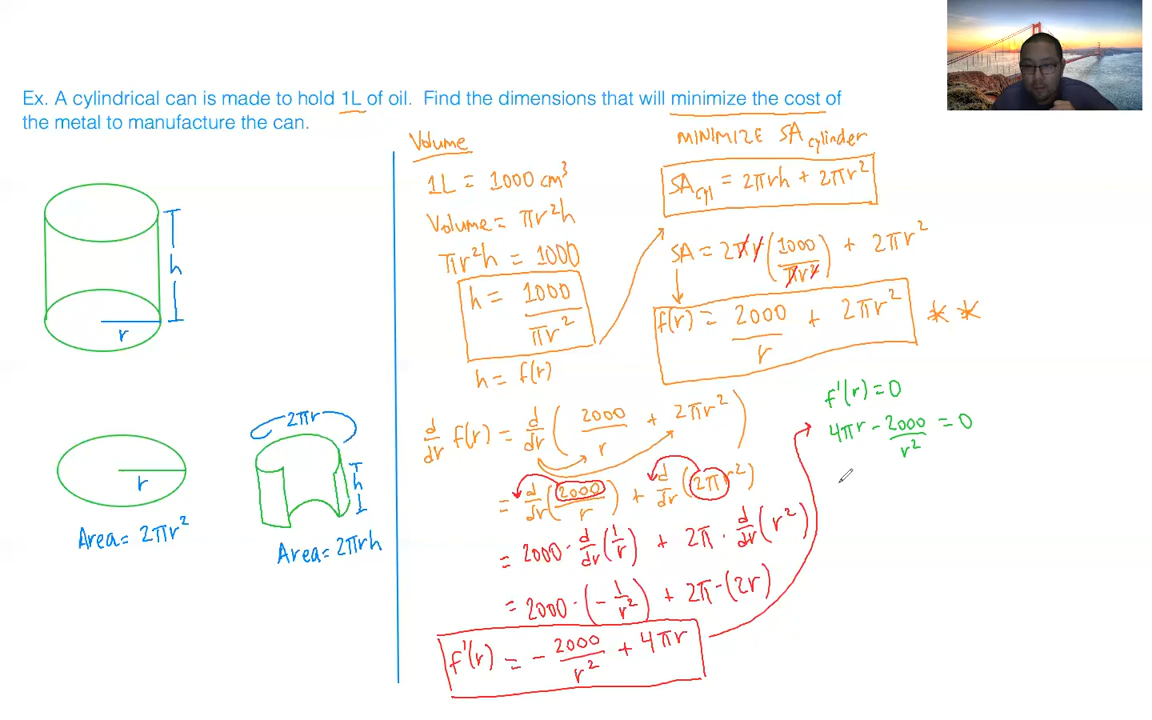 Ex. A cylindrical can is made to hold 1L of oil. Find the dimensions that will minimize the cost of
the metal to manufacture the can.
h
r
r
Area = 2πr²
2πr
h
Area = 2πrh
Volume
1L = 1000 cm³
Volume = πr²h
πr²h = 1000
h = 1000/πr²
h = f(r)
MINIMIZE SA cylinder
SA cyl = 2πrh + 2πr²
SA = 2πr (1000/πr²) + 2πr²
f(r) = 2000/r + 2πr² **
d/dr f(r) = d/dr (2000/r + 2πr²)
= d/dr (2000/r) + d/dr (2πr²)
= 2000 · d/dr (1/r) + 2π · d/dr (r²)
= 2000 · (-1/r²) + 2π · (2r)
f'(r) = - 2000/r² + 4πr
f'(r) = 0
4πr - 2000/r² = 0